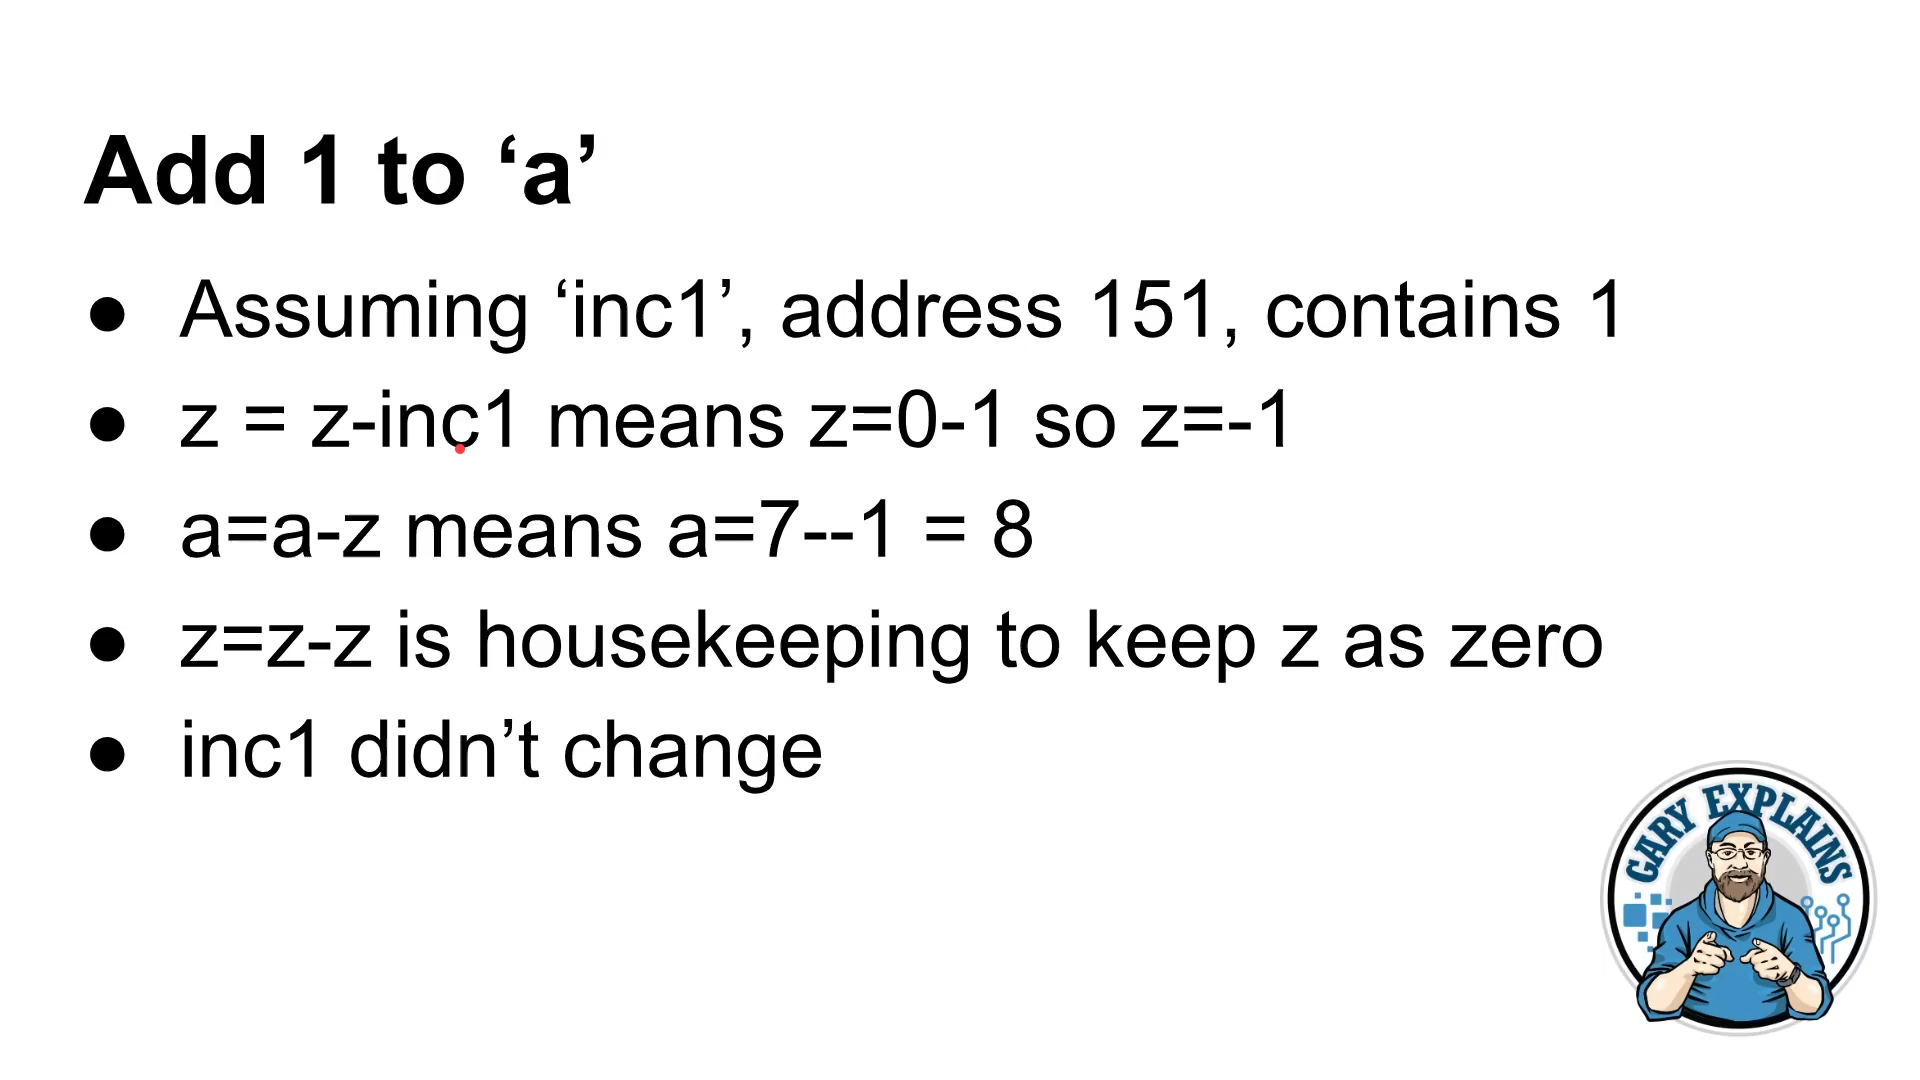 Add 1 to ‘a’
● Assuming ‘inc1’, address 151, contains 1
● z = z-inc1 means z=0-1 so z=-1
● a=a-z means a=7--1 = 8
● z=z-z is housekeeping to keep z as zero
● inc1 didn’t change
GARY EXPLAINS